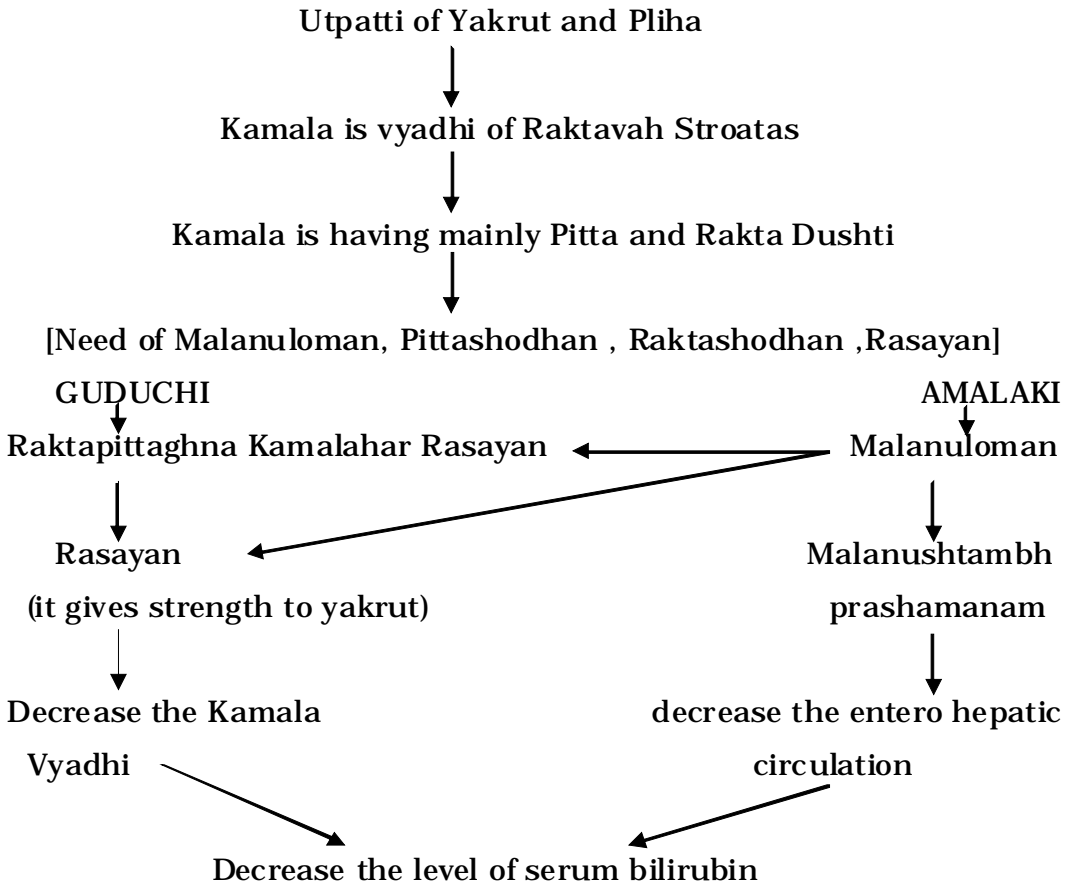 Utpatti of Yakrut and Pliha
Kamala is vyadhi of Raktavah Stroatas
Kamala is having mainly Pitta and Rakta Dushti
[Need of Malanuloman, Pittashodhan , Raktashodhan ,Rasayan]
GUDUCHI AMALAKI
Raktapittaghna Kamalahar Rasayan Malanuloman
Rasayan Malanushtambh
(it gives strength to yakrut) prashamanam
Decrease the Kamala decrease the entero hepatic
Vyadhi circulation
Decrease the level of serum bilirubin